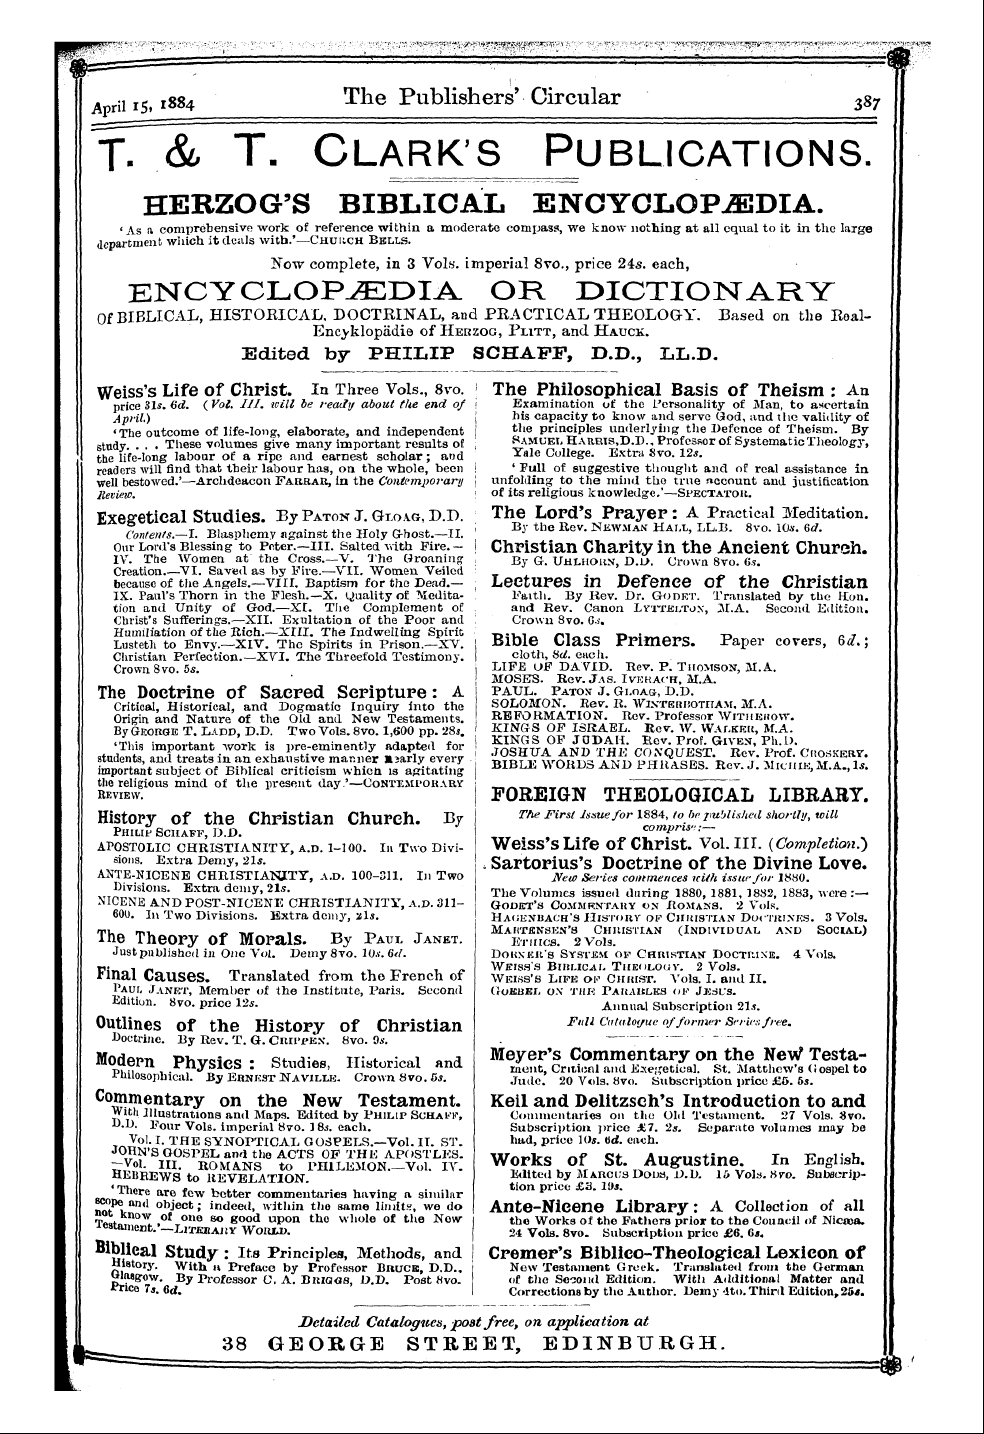 April 15, 1884
The Publishers' Circular
387
T. & T. CLARK'S PUBLICATIONS.
HERZOG'S BIBLICAL ENCYCLOPÆDIA.
'As a comprehensive work of reference within a moderate compass, we know nothing at all equal to it in the large
department which it deals with.'—CHURCH BELLS.
Now complete, in 3 Vols. imperial 8vo., price 24s. each,
ENCYCLOPÆDIA OR DICTIONARY
Of BIBLICAL, HISTORICAL, DOCTRINAL, and PRACTICAL THEOLOGY. Based on the Real-
Encyklopädie of HERZOG, PLITT, and HAUCK.
Edited by PHILIP SCHAFF, D.D., LL.D.
Weiss's Life of Christ. In Three Vols., 8vo.
price 31s. 6d. (Vol. III. will be ready about the end of
April.)
'The outcome of life-long, elaborate, and independent
study. . . . These volumes give many important results of
the life-long labour of a ripe and earnest scholar; and
readers will find that their labour has, on the whole, been
well bestowed.'—Archdeacon FARRAR, in the Contemporary
Review.
Exegetical Studies. By PATON J. GLOAG, D.D.
Contents.—I. Blasphemy against the Holy Ghost.—II.
Our Lord's Blessing to Peter.—III. Salted with Fire.—
IV. The Women at the Cross.—V. The Groaning
Creation.—VI. Saved as by Fire.—VII. Women Veiled
because of the Angels.—VIII. Baptism for the Dead.—
IX. Paul's Thorn in the Flesh.—X. Quality of Medita-
tion and Unity of God.—XI. The Complement of
Christ's Sufferings.—XII. Exultation of the Poor and
Humiliation of the Rich.—XIII. The Indwelling Spirit
Lusteth to Envy.—XIV. The Spirits in Prison.—XV.
Christian Perfection.—XVI. The Threefold Testimony.
Crown 8vo. 5s.
The Doctrine of Sacred Scripture: A
Critical, Historical, and Dogmatic Inquiry into the
Origin and Nature of the Old and New Testaments.
By GEORGE T. LADD, D.D. Two Vols. 8vo. 1,600 pp. 28s.
'This important work is pre-eminently adapted for
students, and treats in an exhaustive manner nearly every
important subject of Biblical criticism which is agitating
the religious mind of the present day.'—CONTEMPORARY
REVIEW.
History of the Christian Church. By
PHILIP SCHAFF, D.D.
APOSTOLIC CHRISTIANITY, A.D. 1-100. In Two Divi-
sions. Extra Demy, 21s.
ANTE-NICENE CHRISTIANITY, A.D. 100-311. In Two
Divisions. Extra demy, 21s.
NICENE AND POST-NICENE CHRISTIANITY, A.D. 311-
600. In Two Divisions. Extra demy, 21s.
The Theory of Morals. By PAUL JANET.
Just published in One Vol. Demy 8vo. 10s. 6d.
Final Causes. Translated from the French of
PAUL JANET, Member of the Institute, Paris. Second
Edition. 8vo. price 12s.
Outlines of the History of Christian
Doctrine. By Rev. T. G. CRIPPEN. 8vo. 9s.
Modern Physics: Studies, Historical and
Philosophical. By ERNEST NAVILLE. Crown 8vo. 5s.
Commentary on the New Testament.
With Illustrations and Maps. Edited by PHILIP SCHAFF,
D.D. Four Vols. imperial 8vo. 18s. each.
Vol. I. THE SYNOPTICAL GOSPELS.—Vol. II. ST.
JOHN'S GOSPEL and the ACTS OF THE APOSTLES.
—Vol. III. ROMANS to PHILEMON.—Vol. IV.
HEBREWS to REVELATION.
'There are few better commentaries having a similar
scope and object; indeed, within the same limits, we do
not know of one so good upon the whole of the New
Testament.'—LITERARY WORLD.
Biblical Study: Its Principles, Methods, and
History. With a Preface by Professor BRUCE, D.D.,
Glasgow. By Professor C. A. BRIGGS, D.D. Post 8vo.
Price 7s. 6d.
The Philosophical Basis of Theism: An
Examination of the Personality of Man, to ascertain
his capacity to know and serve God, and the validity of
the principles underlying the Defence of Theism. By
SAMUEL HARRIS, D.D., Professor of Systematic Theology,
Yale College. Extra 8vo. 12s.
'Full of suggestive thought and of real assistance in
unfolding to the mind the true account and justification
of its religious knowledge.'—SPECTATOR.
The Lord's Prayer: A Practical Meditation.
By the Rev. NEWMAN HALL, LL.B. 8vo. 10s. 6d.
Christian Charity in the Ancient Church.
By G. UHLHORN, D.D. Crown 8vo. 6s.
Lectures in Defence of the Christian
Faith. By Rev. Dr. GODET. Translated by the Hon.
and Rev. Canon LYTTELTON, M.A. Second Edition.
Crown 8vo. 6s.
Bible Class Primers. Paper covers, 6d.;
cloth, 8d. each.
LIFE OF DAVID. Rev. P. THOMSON, M.A.
MOSES. Rev. JAS. IVERACH, M.A.
PAUL. PATON J. GLOAG, D.D.
SOLOMON. Rev. R. WINTERBOTHAM, M.A.
REFORMATION. Rev. Professor WITHEROW.
KINGS OF ISRAEL. Rev. W. WALKER, M.A.
KINGS OF JUDAH. Rev. Prof. GIVEN, Ph.D.
JOSHUA AND THE CONQUEST. Rev. Prof. CROSKERY.
BIBLE WORDS AND PHRASES. Rev. J. MICHIE, M.A., 1s.
FOREIGN THEOLOGICAL LIBRARY.
The First Issue for 1884, to be published shortly, will
comprise:—
Weiss's Life of Christ. Vol. III. (Completion.)
Sartorius's Doctrine of the Divine Love.
New Series commences with issue for 1880.
The Volumes issued during 1880, 1881, 1882, 1883, were:—
GODET'S COMMENTARY ON ROMANS. 2 Vols.
HAGENBACH'S HISTORY OF CHRISTIAN DOCTRINES. 3 Vols.
MARTENSEN'S CHRISTIAN (INDIVIDUAL AND SOCIAL)
ETHICS. 2 Vols.
DORNER'S SYSTEM OF CHRISTIAN DOCTRINE. 4 Vols.
WEISS'S BIBLICAL THEOLOGY. 2 Vols.
WEISS'S LIFE OF CHRIST. Vols. I. and II.
GOEBEL ON THE PARABLES OF JESUS.
Annual Subscription 21s.
Full Catalogue of former Series free.
Meyer's Commentary on the New Testa-
ment, Critical and Exegetical. St. Matthew's Gospel to
Jude. 20 Vols. 8vo. Subscription price £5. 5s.
Keil and Delitzsch's Introduction to and
Commentaries on the Old Testament. 27 Vols. 8vo.
Subscription price £7. 2s. Separate volumes may be
had, price 10s. 6d. each.
Works of St. Augustine. In English.
Edited by MARCUS DODS, D.D. 15 Vols. 8vo. Subscrip-
tion price £3. 19s.
Ante-Nicene Library: A Collection of all
the Works of the Fathers prior to the Council of Nicæa.
24 Vols. 8vo. Subscription price £6. 6s.
Cremer's Biblico-Theological Lexicon of
New Testament Greek. Translated from the German
of the Second Edition. With Additional Matter and
Corrections by the Author. Demy 4to. Third Edition, 25s.
Detailed Catalogues, post free, on application at
38 GEORGE STREET, EDINBURGH.